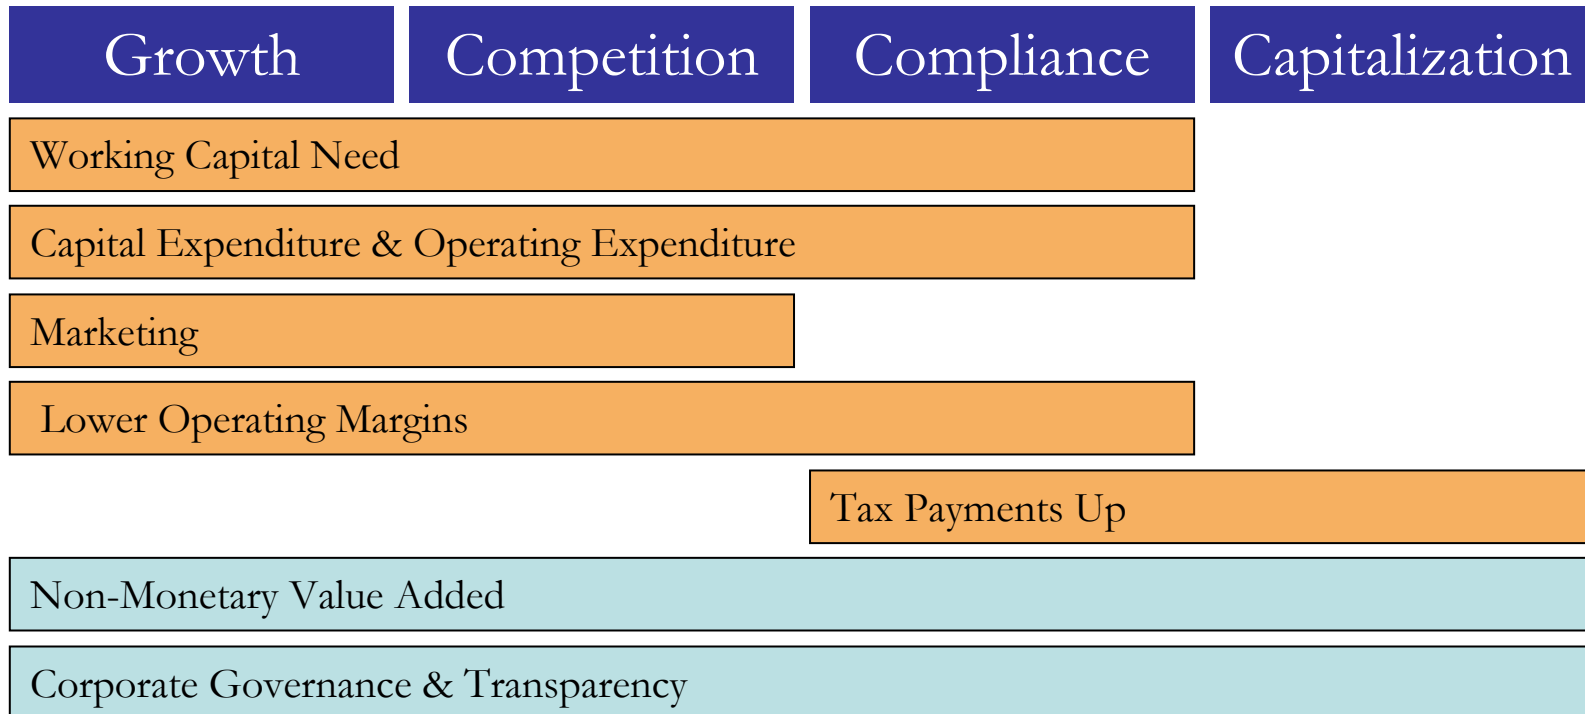 Growth Competition Compliance Capitalization
Working Capital Need
Capital Expenditure & Operating Expenditure
Marketing
Lower Operating Margins
Tax Payments Up
Non-Monetary Value Added
Corporate Governance & Transparency